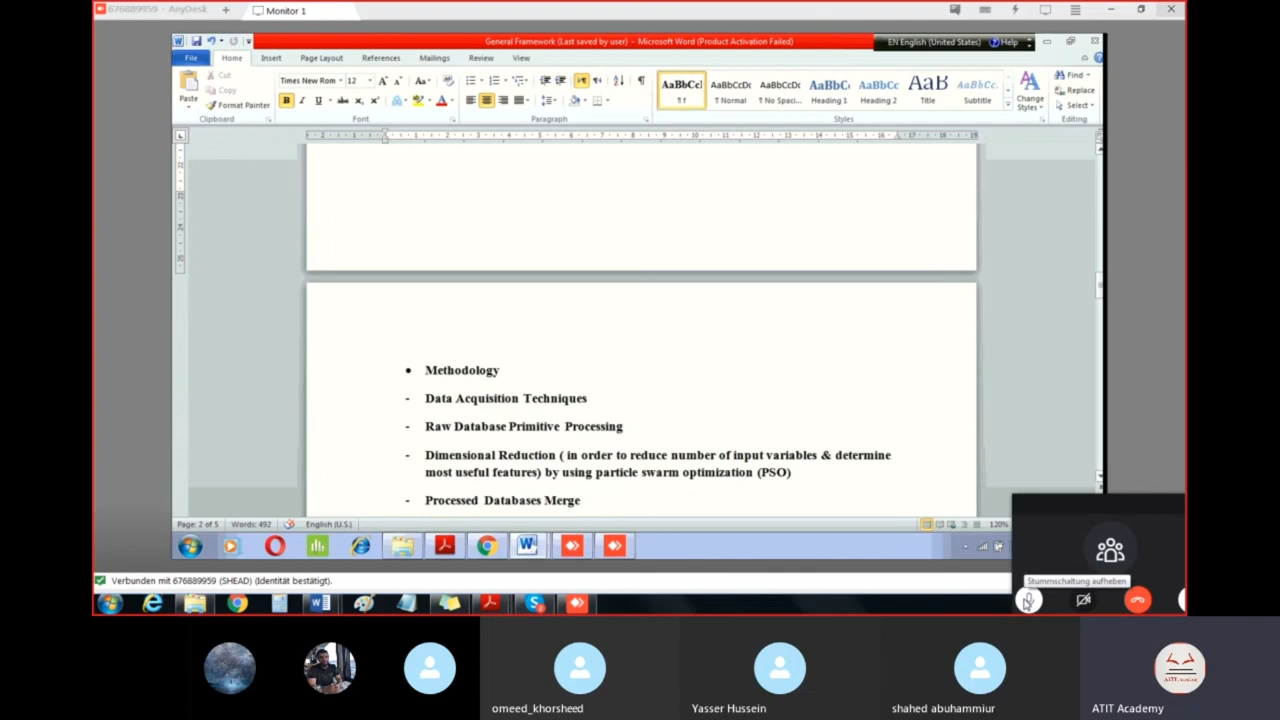 676889959 - AnyDesk
Monitor 1
General Framework (Last saved by user) - Microsoft Word (Product Activation Failed)
EN English (United States) Help
File Home Insert Page Layout References Mailings Review View
Cut
Copy
Format Painter
Paste
Times New Rom 12
AaBbCcI AaBbCcDc AaBbCcDc AaBbC AaBbCc AaB AaBbCc.
¶ f ¶ Normal ¶ No Spaci... Heading 1 Heading 2 Title Subtitle
Change Styles
Find
Replace
Select
Clipboard Font Paragraph Styles Editing
• Methodology
- Data Acquisition Techniques
- Raw Database Primitive Processing
- Dimensional Reduction ( in order to reduce number of input variables & determine
most useful features) by using particle swarm optimization (PSO)
- Processed Databases Merge
Page: 2 of 5 Words: 492 English (U.S.) 120%
Stummschaltung aufheben
Verbunden mit 676889959 (SHEAD) (Identität bestätigt).
omeed_khorsheed
Yasser Hussein
shahed abuhammiur
ATIT Academy